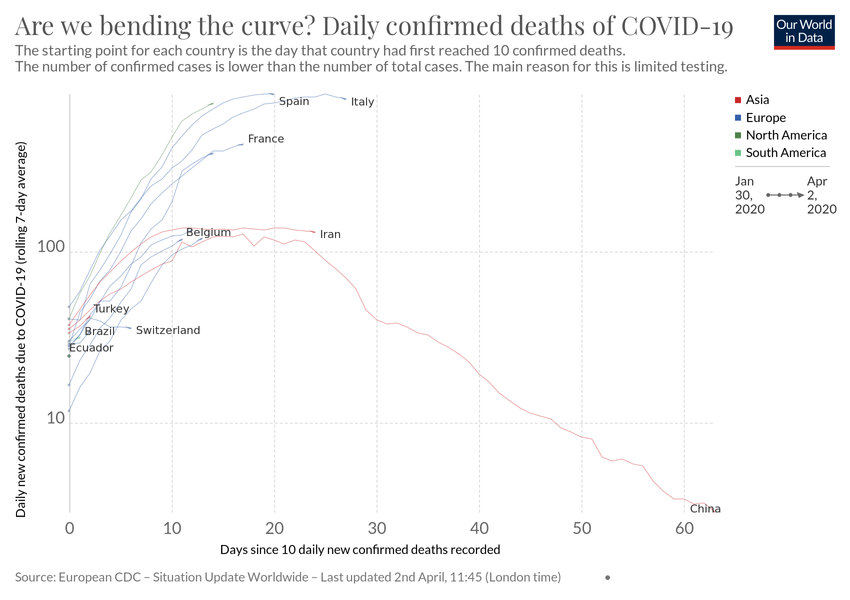 Are we bending the curve? Daily confirmed deaths of COVID-19
Our World
in Data
The starting point for each country is the day that country had first reached 10 confirmed deaths.
The number of confirmed cases is lower than the number of total cases. The main reason for this is limited testing.
Daily new confirmed deaths due to COVID-19 (rolling 7-day average)
100
10
Spain
Italy
France
Belgium
Iran
Turkey
Brazil
Switzerland
Ecuador
China
Asia
Europe
North America
South America
Jan
30,
2020
Apr
2,
2020
0 10 20 30 40 50 60
Days since 10 daily new confirmed deaths recorded
Source: European CDC – Situation Update Worldwide – Last updated 2nd April, 11:45 (London time) •